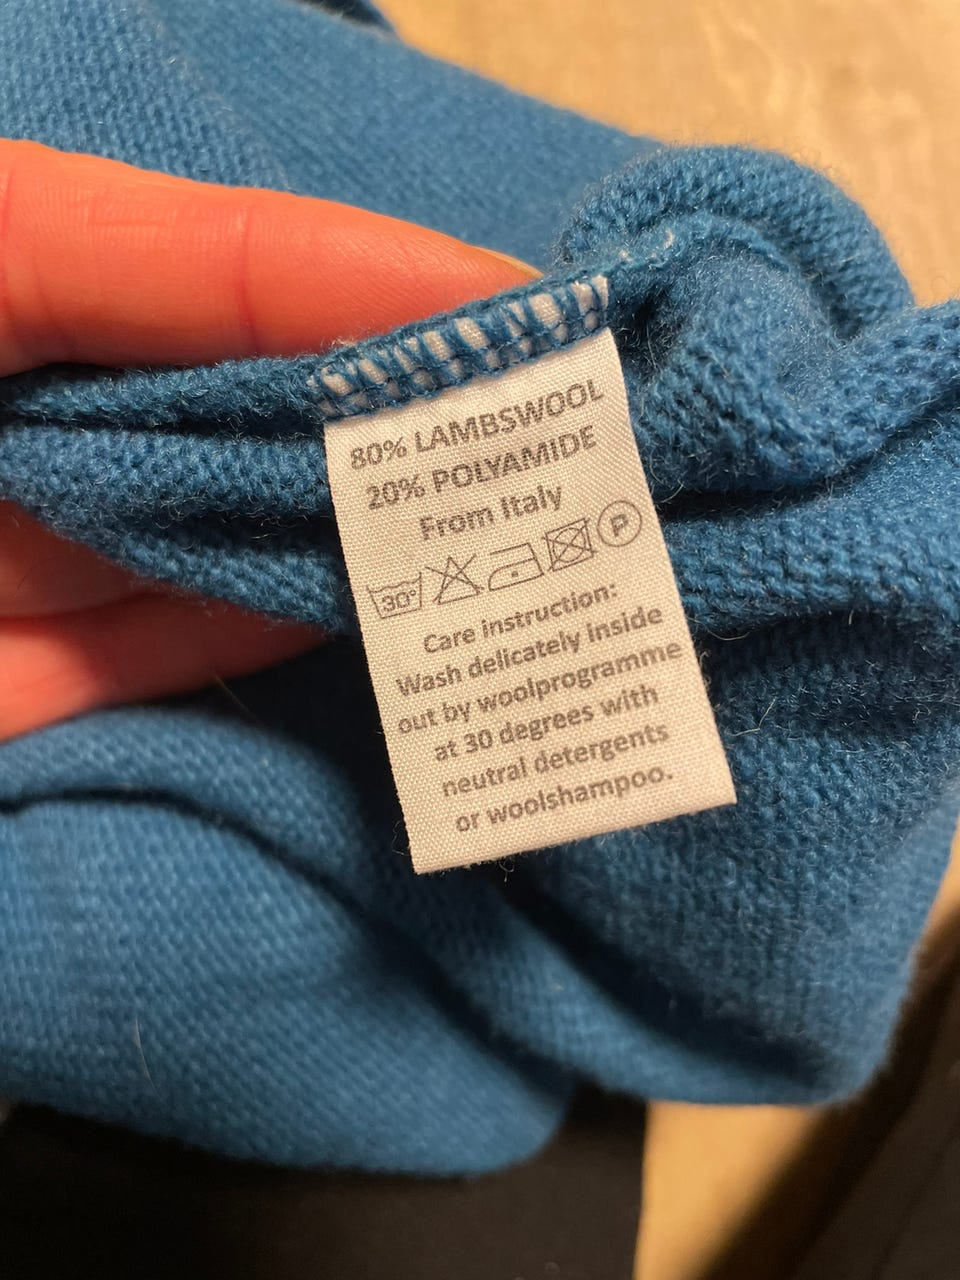 80% LAMBSWOOL
20% POLYAMIDE
From Italy
30° P
Care instruction:
Wash delicately inside
out by woolprogramme
at 30 degrees with
neutral detergents
or woolshampoo.